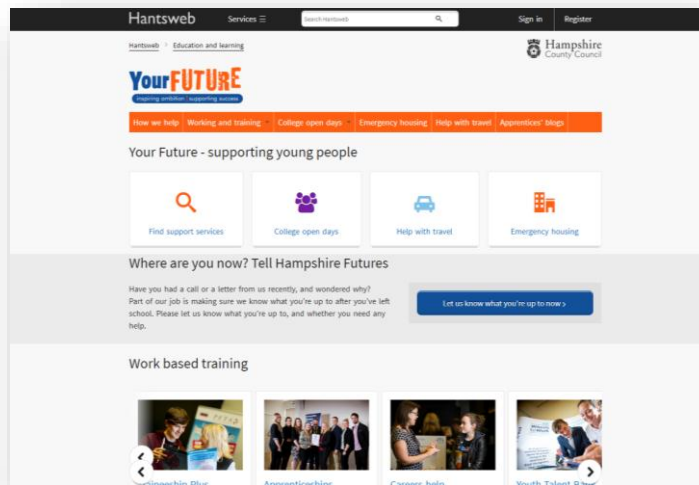 Hantsweb Services Search Hantsweb Sign in Register
Hantsweb > Education and learning
Hampshire
County Council
YourFUTURE
inspiring ambition : supporting success
How we help Working and training College open days Emergency housing Help with travel Apprentices' blogs
Your Future - supporting young people
Find support services College open days Help with travel Emergency housing
Where are you now? Tell Hampshire Futures
Have you had a call or a letter from us recently, and wondered why?
Part of our job is making sure we know what you're up to after you've left
school. Please let us know what you're up to, and whether you need any
help.
Let us know what you're up to now >
Work based training
Traineeship Plus Apprenticeships Careers help Youth Talent Bank